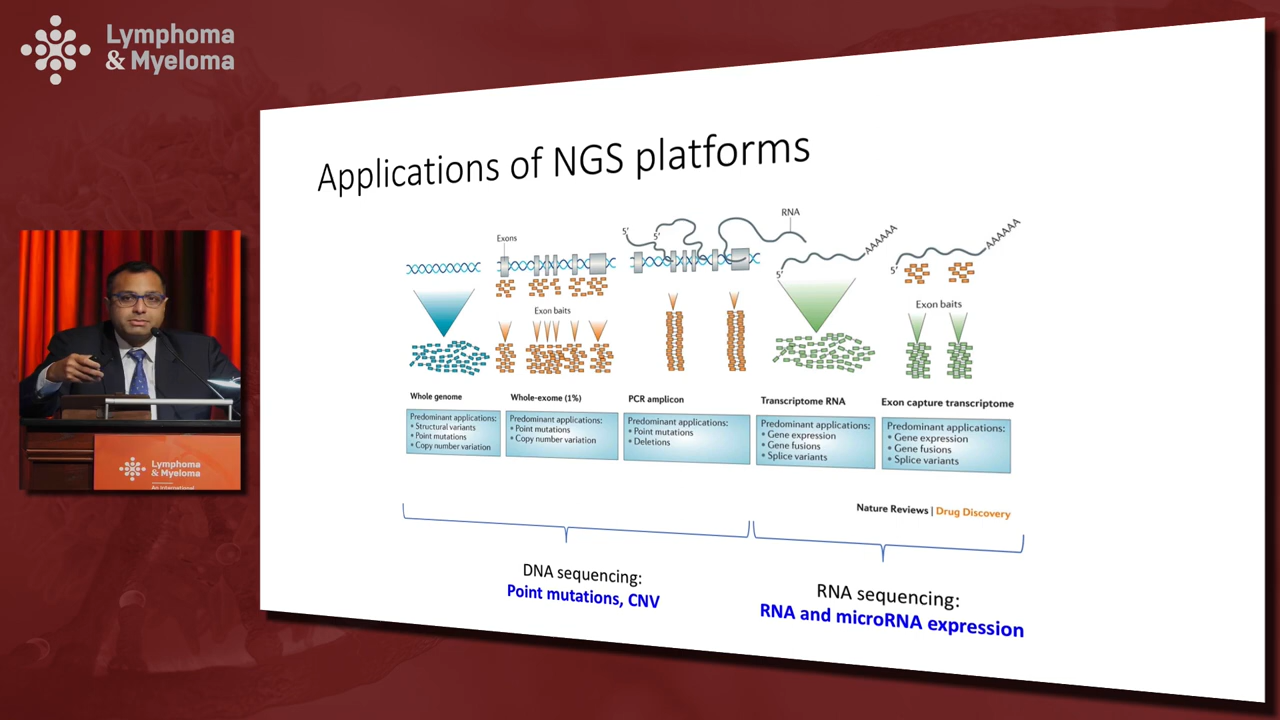 Lymphoma
& Myeloma
Applications of NGS platforms
RNA
Exons
5'
5'
AAAAAA
AAAAAA
5'
5'
Exon baits
Exon baits
Whole genome
Predominant applications:
• Structural variants
• Point mutations
• Copy number variation
Whole-exome (1%)
Predominant applications:
• Point mutations
• Copy number variation
PCR amplicon
Predominant applications:
• Point mutations
• Deletions
Transcriptome RNA
Predominant applications:
• Gene expression
• Gene fusions
• Splice variants
Exon capture transcriptome
Predominant applications:
• Gene expression
• Gene fusions
• Splice variants
Nature Reviews | Drug Discovery
DNA sequencing:
Point mutations, CNV
RNA sequencing:
RNA and microRNA expression
Lymphoma
& Myeloma
An International